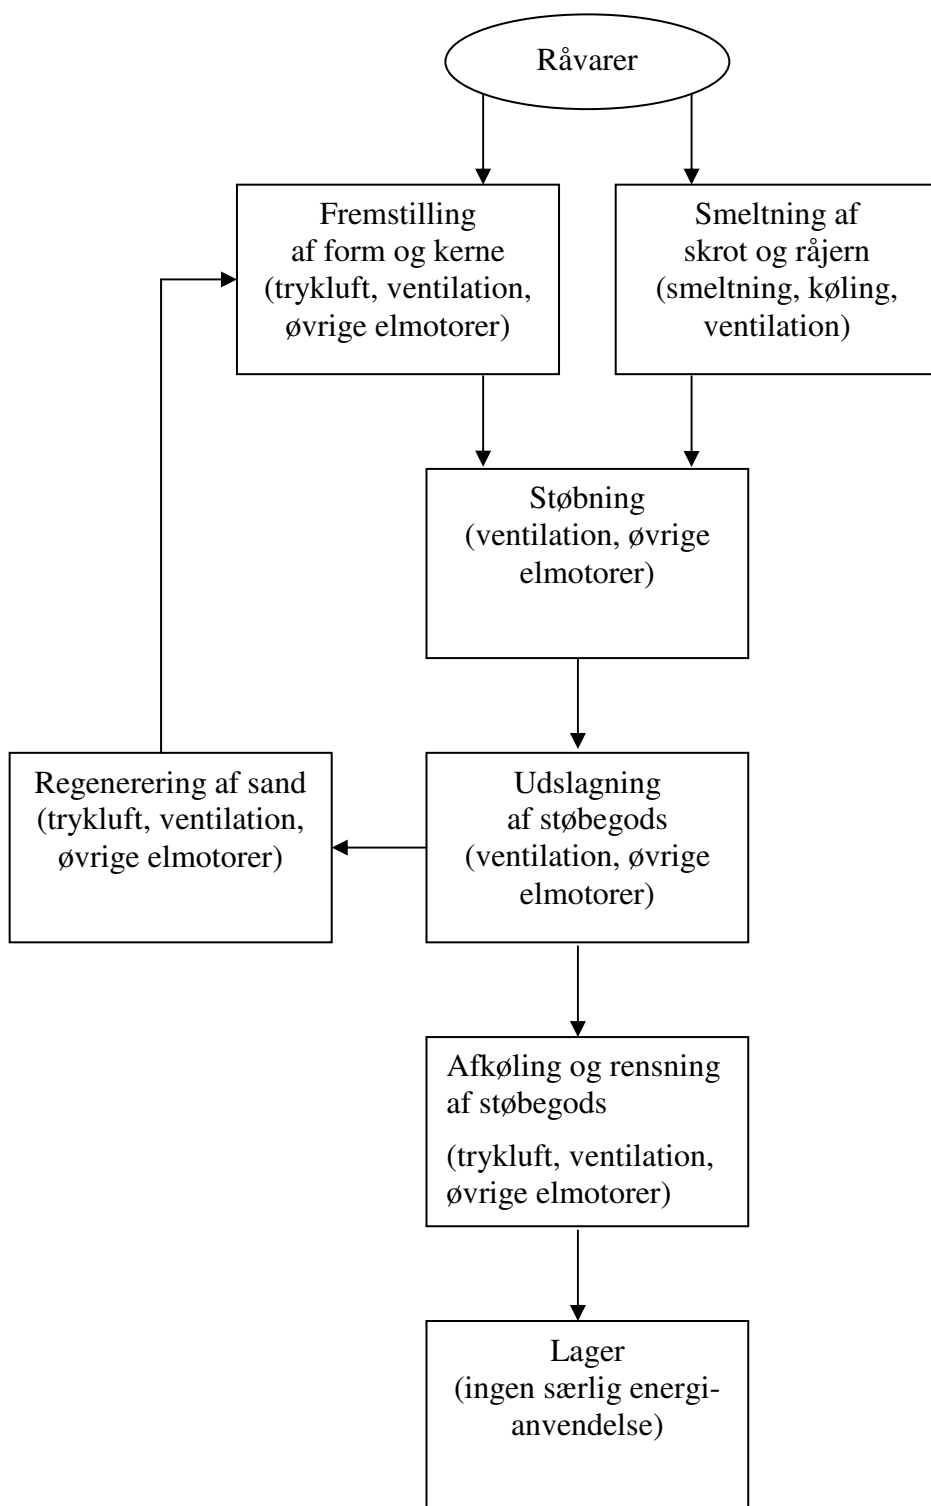 Råvarer
Fremstilling
af form og kerne
(trykluft, ventilation,
øvrige elmotorer)
Smeltning af
skrot og råjern
(smeltning, køling,
ventilation)
Støbning
(ventilation, øvrige
elmotorer)
Regenerering af sand
(trykluft, ventilation,
øvrige elmotorer)
Udslagning
af støbegods
(ventilation, øvrige
elmotorer)
Afkøling og rensning
af støbegods
(trykluft, ventilation,
øvrige elmotorer)
Lager
(ingen særlig energi-
anvendelse)